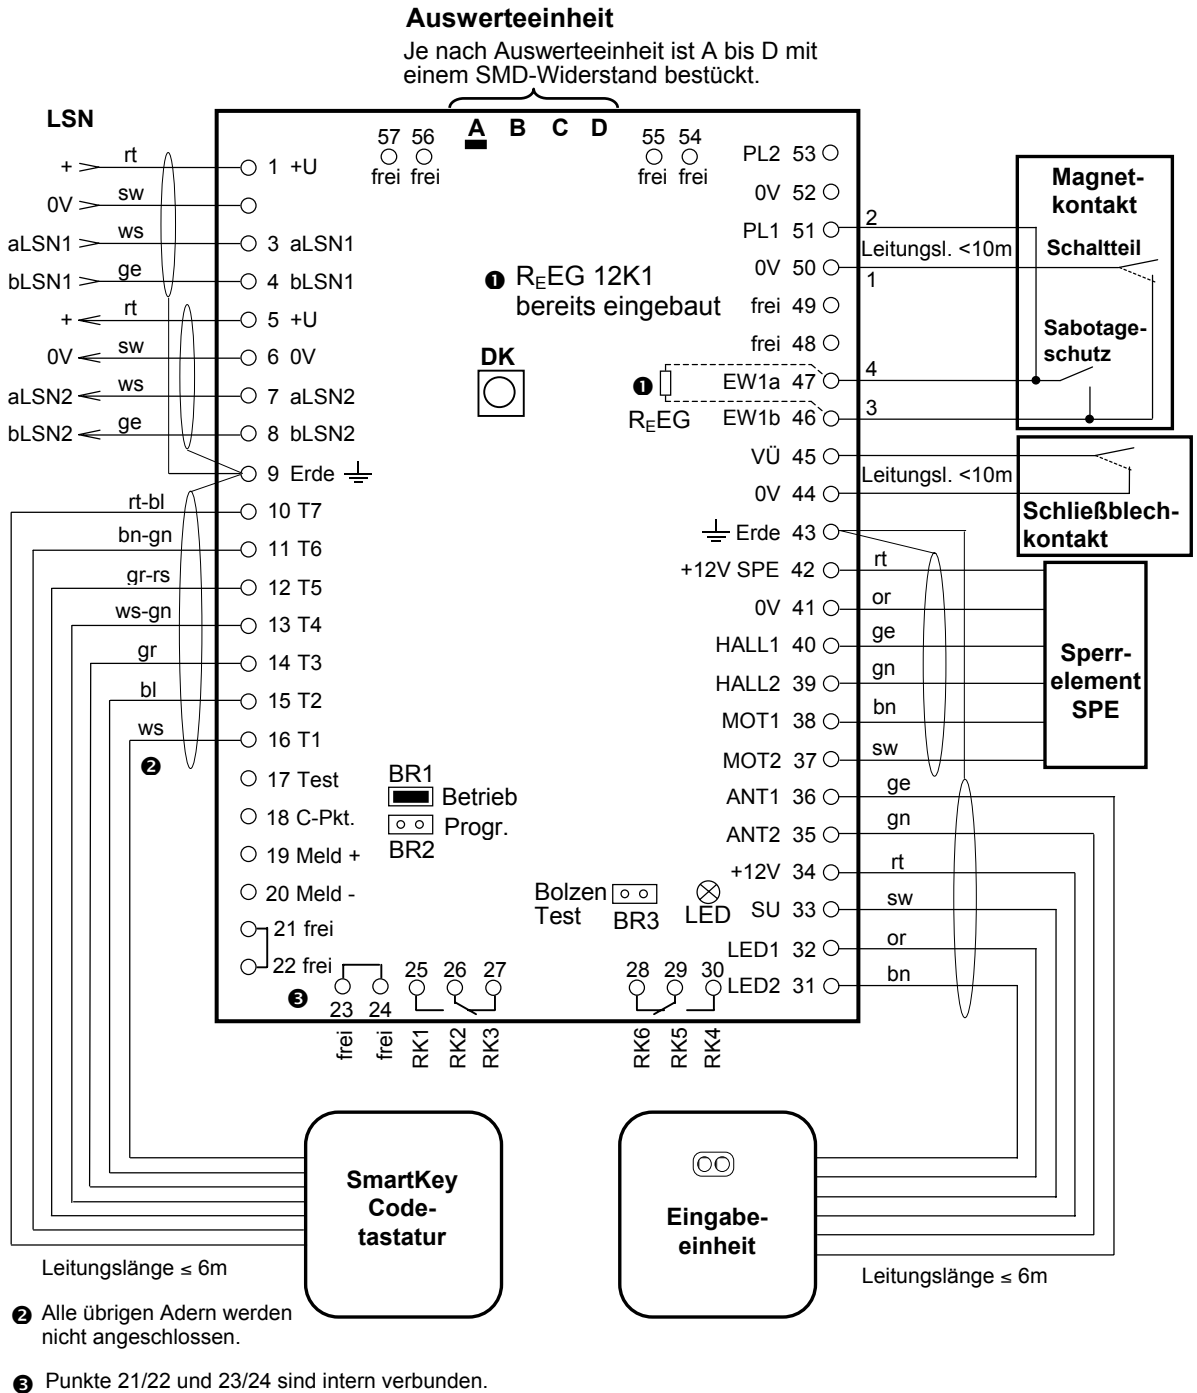 Auswerteeinheit
Je nach Auswerteeinheit ist A bis D mit
einem SMD-Widerstand bestückt.
LSN
A B C D
57 56
frei frei
55 54
frei frei
+ rt 1 +U
0V sw
aLSN1 ws 3 aLSN1
bLSN1 ge 4 bLSN1
+ rt 5 +U
0V sw 6 0V
aLSN2 ws 7 aLSN2
bLSN2 ge 8 bLSN2
9 Erde
rt-bl 10 T7
bn-gn 11 T6
gr-rs 12 T5
ws-gn 13 T4
gr 14 T3
bl 15 T2
ws 16 T1
❷
17 Test
18 C-Pkt.
19 Meld +
20 Meld -
21 frei
22 frei
❶ REEG 12K1
bereits eingebaut
DK
❶
REEG
BR1
Betrieb
Progr.
BR2
Bolzen
Test
BR3
LED
❸
23 24
frei frei
25 26 27
RK1 RK2 RK3
28 29 30
RK6 RK5 RK4
PL2 53
0V 52
PL1 51 2
Leitungsl. <10m
0V 50 1
frei 49
frei 48
EW1a 47 4
EW1b 46 3
VÜ 45
Leitungsl. <10m
0V 44
Erde 43
+12V SPE 42 rt
0V 41 or
HALL1 40 ge
HALL2 39 gn
MOT1 38 bn
MOT2 37 sw
ANT1 36 ge
ANT2 35 gn
+12V 34 rt
SU 33 sw
LED1 32 or
LED2 31 bn
Magnet-
kontakt
Schaltteil
Sabotage-
schutz
Schließblech-
kontakt
Sperr-
element
SPE
SmartKey
Code-
tastatur
Eingabe-
einheit
Leitungslänge ≤ 6m
Leitungslänge ≤ 6m
❷ Alle übrigen Adern werden
nicht angeschlossen.
❸ Punkte 21/22 und 23/24 sind intern verbunden.